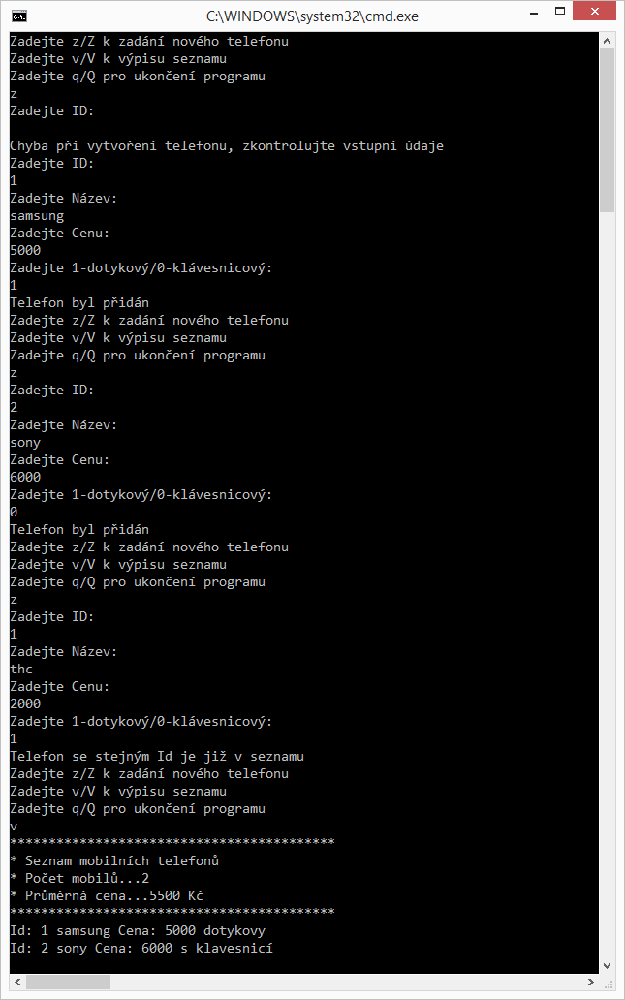 C:\WINDOWS\system32\cmd.exe
Zadejte z/Z k zadání nového telefonu
Zadejte v/V k výpisu seznamu
Zadejte q/Q pro ukončení programu
z
Zadejte ID:
Chyba při vytvoření telefonu, zkontrolujte vstupní údaje
Zadejte ID:
1
Zadejte Název:
samsung
Zadejte Cenu:
5000
Zadejte 1-dotykový/0-klávesnicový:
1
Telefon byl přidán
Zadejte z/Z k zadání nového telefonu
Zadejte v/V k výpisu seznamu
Zadejte q/Q pro ukončení programu
z
Zadejte ID:
2
Zadejte Název:
sony
Zadejte Cenu:
6000
Zadejte 1-dotykový/0-klávesnicový:
0
Telefon byl přidán
Zadejte z/Z k zadání nového telefonu
Zadejte v/V k výpisu seznamu
Zadejte q/Q pro ukončení programu
z
Zadejte ID:
1
Zadejte Název:
thc
Zadejte Cenu:
2000
Zadejte 1-dotykový/0-klávesnicový:
1
Telefon se stejným Id je již v seznamu
Zadejte z/Z k zadání nového telefonu
Zadejte v/V k výpisu seznamu
Zadejte q/Q pro ukončení programu
v
******************************************
* Seznam mobilních telefonů
* Počet mobilů...2
* Průměrná cena...5500 Kč
******************************************
Id: 1 samsung Cena: 5000 dotykovy
Id: 2 sony Cena: 6000 s klavesnicí